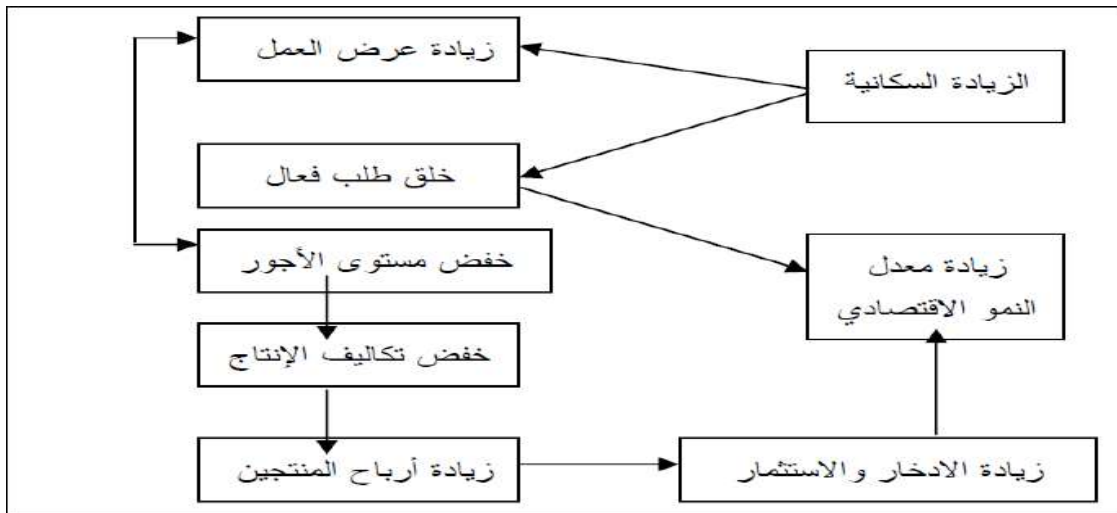 زيادة عرض العمل
الزيادة السكانية
خلق طلب فعال
خفض مستوى الأجور
زيادة معدل
النمو الاقتصادي
خفض تكاليف الإنتاج
زيادة أرباح المنتجين
زيادة الادخار والاستثمار